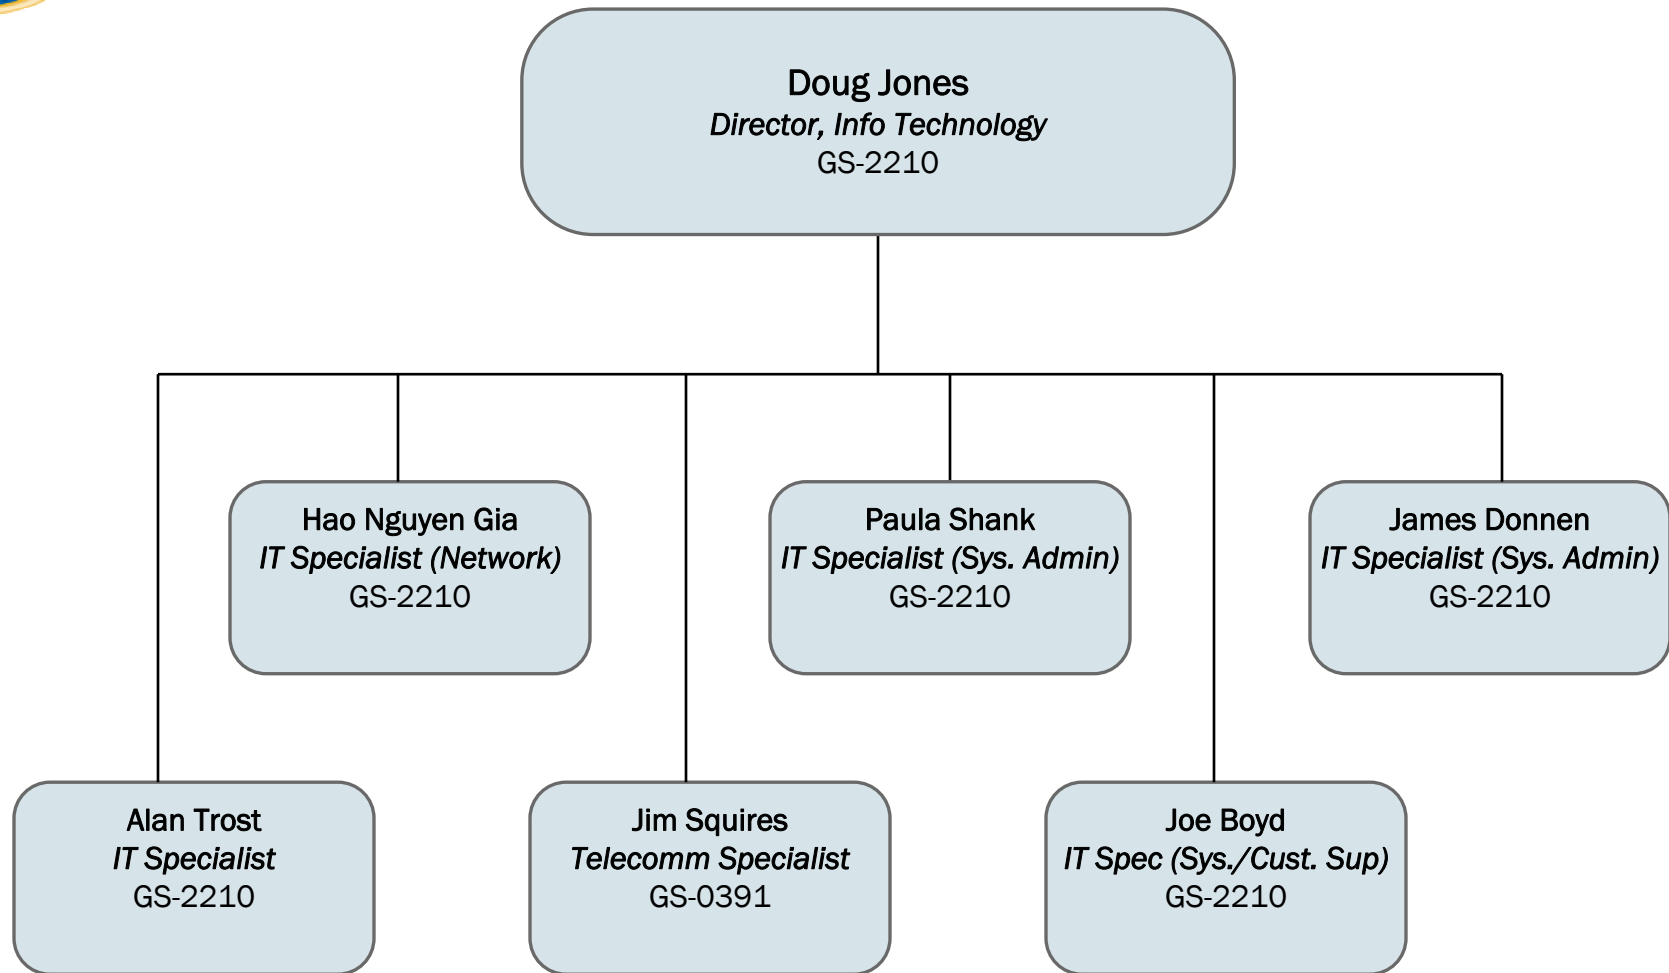 Doug Jones
Director, Info Technology
GS-2210
Hao Nguyen Gia
IT Specialist (Network)
GS-2210
Paula Shank
IT Specialist (Sys. Admin)
GS-2210
James Donnen
IT Specialist (Sys. Admin)
GS-2210
Alan Trost
IT Specialist
GS-2210
Jim Squires
Telecomm Specialist
GS-0391
Joe Boyd
IT Spec (Sys./Cust. Sup)
GS-2210